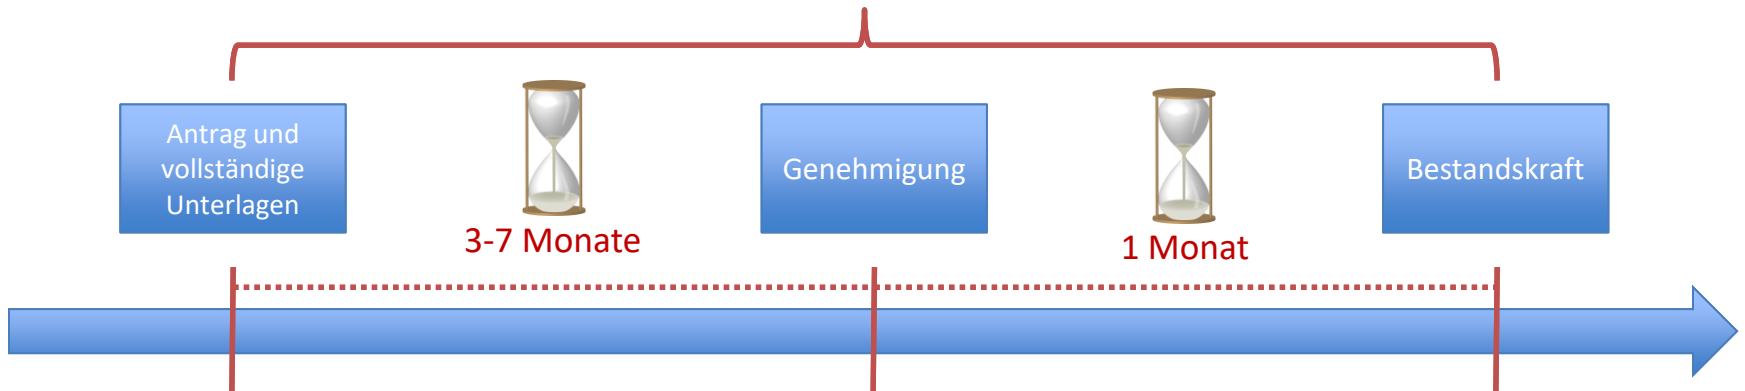 Antrag und
vollständige
Unterlagen
3-7 Monate
Genehmigung
1 Monat
Bestandskraft